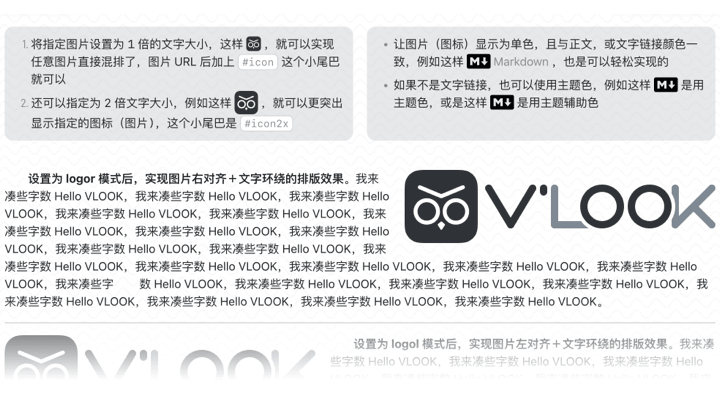 1. 将指定图片设置为 1 倍的文字大小，这样 ，就可以实现
任意图片直接混排了，图片 URL 后加上 #icon 这个小尾巴
就可以
2. 还可以指定为 2 倍文字大小，例如这样 ，就可以更突出
显示指定的图标（图片），这个小尾巴是 #icon2x
• 让图片（图标）显示为单色，且与正文，或文字链接颜色一
致，例如这样 M↓ Markdown ，也是可以轻松实现的
• 如果不是文字链接，也可以使用主题色，例如这样 M↓ 是用
主题色，或是这样 M↓ 是用主题辅助色
设置为 logor 模式后，实现图片右对齐＋文字环绕的排版效果。我来
凑些字数 Hello VLOOK，我来凑些字数 Hello VLOOK，我来凑些字数 Hello
VLOOK，我来凑些字数 Hello VLOOK，我来凑些字数 Hello VLOOK，我来
凑些字数 Hello VLOOK，我来凑些字数 Hello VLOOK，我来凑些字数 Hello
VLOOK，我来凑些字数 Hello VLOOK，我来凑些字数 Hello VLOOK，我来
凑些字数 Hello VLOOK，我来凑些字数 Hello VLOOK，我来凑些字数 Hello VLOOK，我来凑些字数 Hello
VLOOK，我来凑些字 数 Hello VLOOK，我来凑些字数 Hello VLOOK，我来凑些字数 Hello VLOOK，我
来凑些字数 Hello VLOOK，我来凑些字数 Hello VLOOK，我来凑些字数 Hello VLOOK。
V'LOOK
设置为 logol 模式后，实现图片左对齐＋文字环绕的排版效果。我来凑
些字数 Hello VLOOK，我来凑些字数 Hello VLOOK，我来凑些字数 Hello
V'LOOK